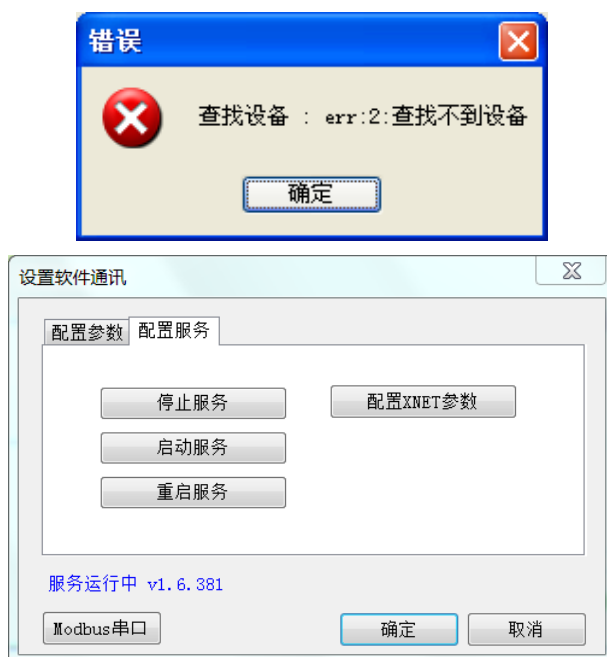 错误
查找设备 : err:2:查找不到设备
确定
设置软件通讯
配置参数 配置服务
停止服务 配置XNET参数
启动服务
重启服务
服务运行中 v1.6.381
Modbus串口 确定 取消